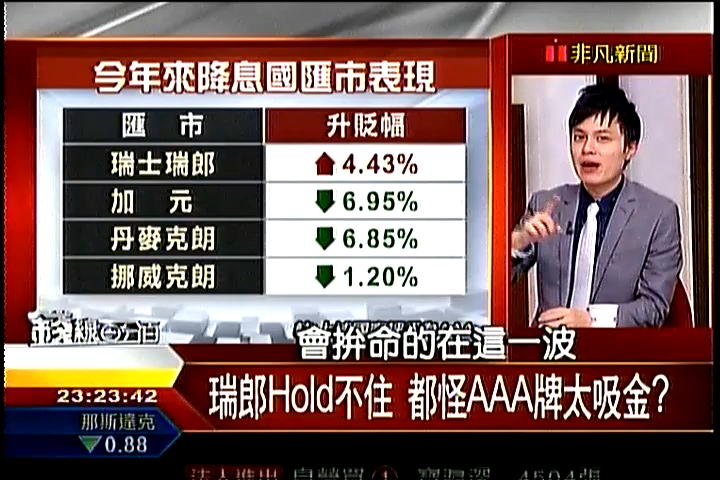 非凡新聞
今年來降息國匯市表現
匯市 升貶幅
瑞士瑞郎 4.43%
加元 6.95%
丹麥克朗 6.85%
挪威克朗 1.20%
會拚命的在這一波
23:23:42
瑞郎Hold不住 都怪AAA牌太吸金?
那斯達克
0.88